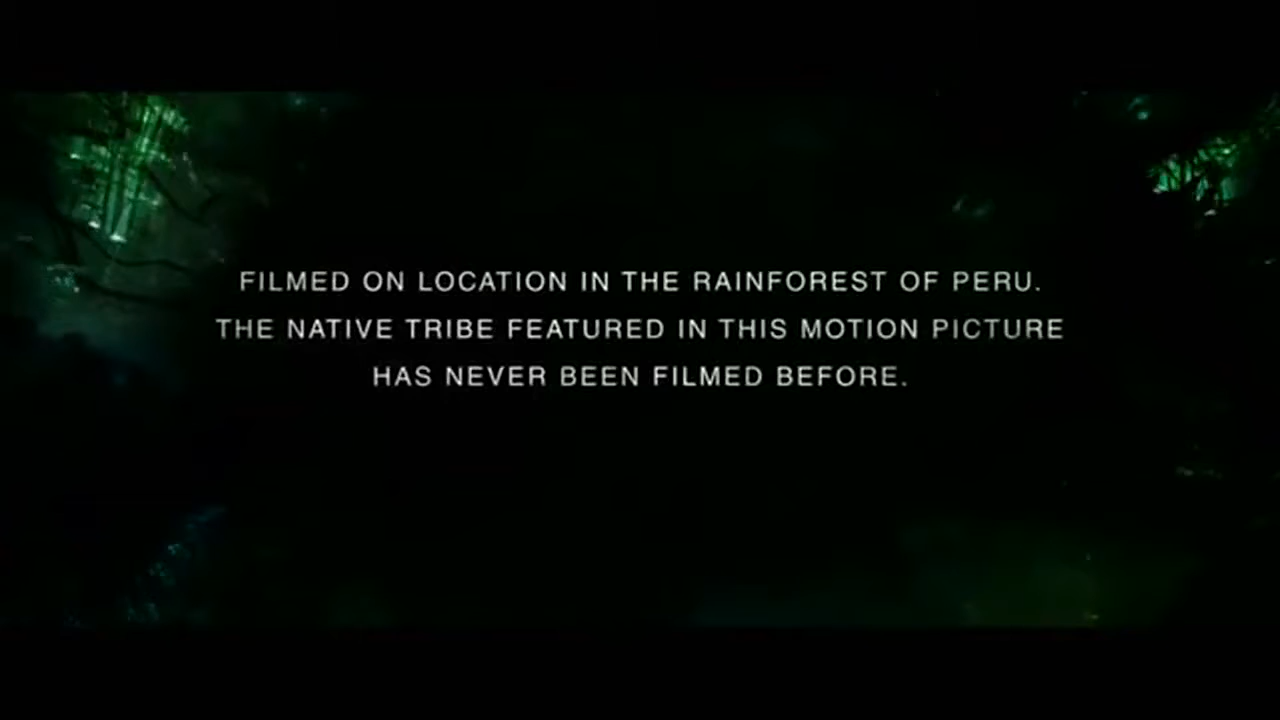 FILMED ON LOCATION IN THE RAINFOREST OF PERU.
THE NATIVE TRIBE FEATURED IN THIS MOTION PICTURE
HAS NEVER BEEN FILMED BEFORE.